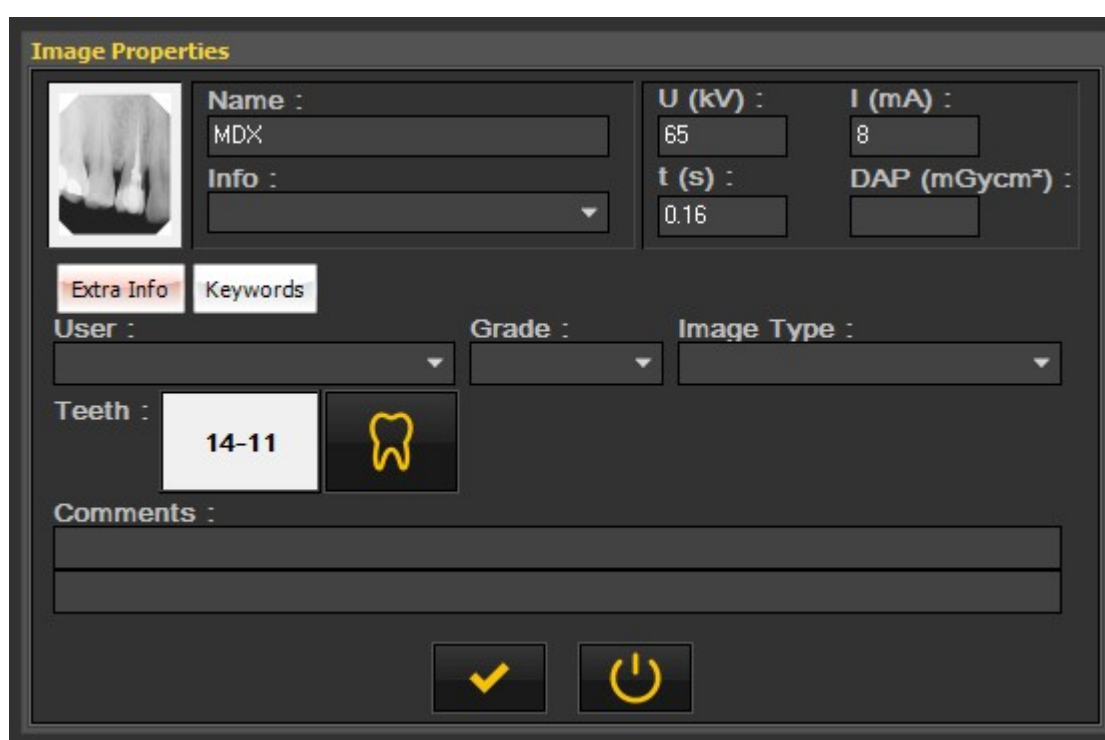 Image Properties
Name :
MDX
Info :
U (kV) :
65
I (mA) :
8
t (s) :
0.16
DAP (mGycm²) :
Extra Info
Keywords
User :
Grade :
Image Type :
Teeth :
14-11
Comments :